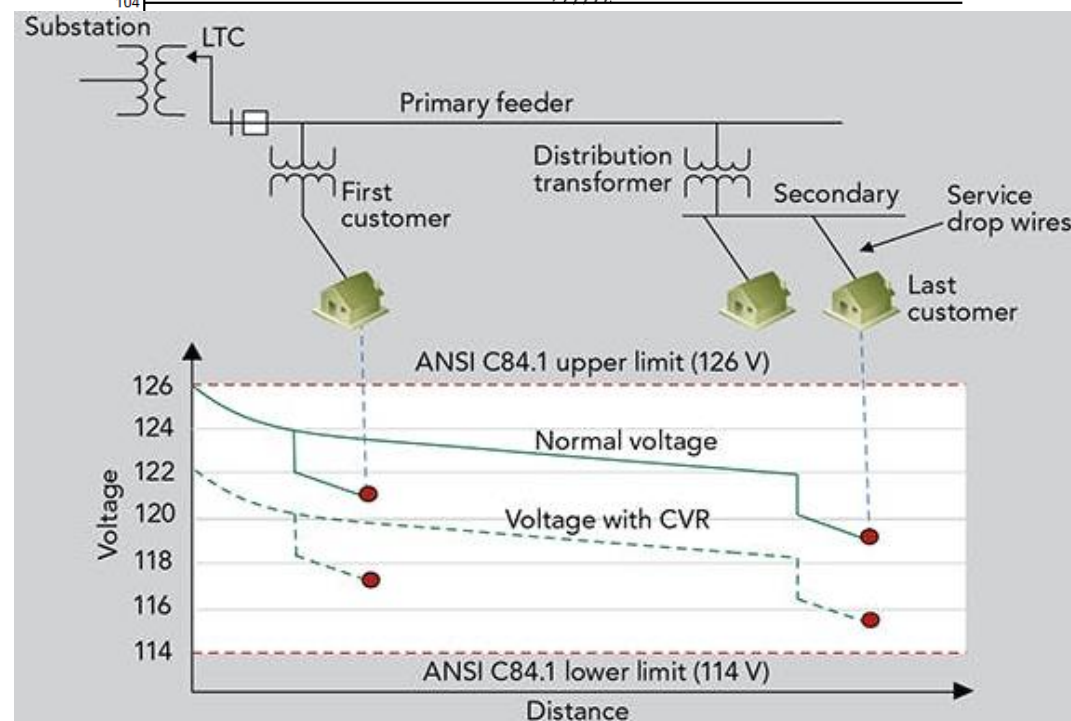 104
Substation
LTC
Primary feeder
Distribution
transformer
First
customer
Secondary
Service
drop wires
Last
customer
ANSI C84.1 upper limit (126 V)
126
124
122
120
118
116
114
Voltage
Normal voltage
Voltage with CVR
ANSI C84.1 lower limit (114 V)
Distance